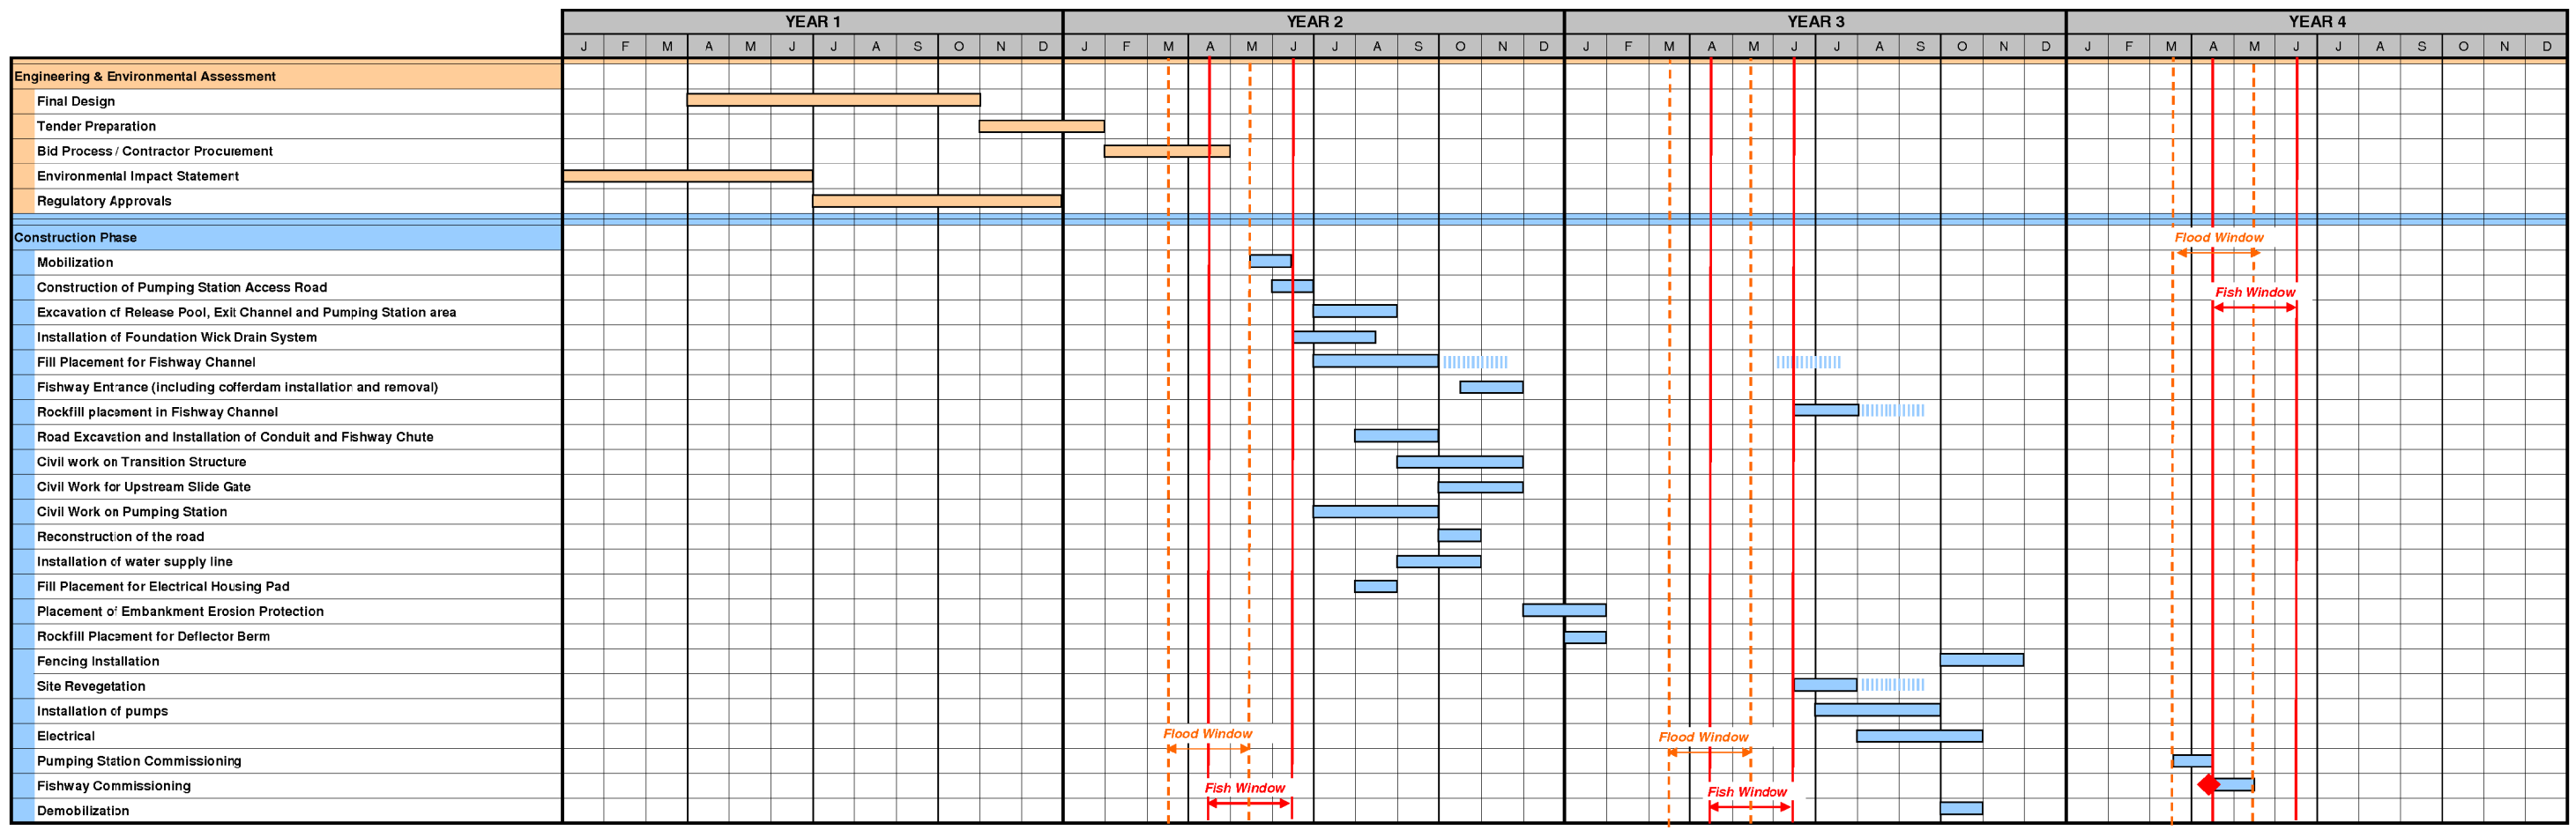 YEAR 1 YEAR 2 YEAR 3 YEAR 4
J F M A M J J A S O N D J F M A M J J A S O N D J F M A M J J A S O N D J F M A M J J A S O N D
Engineering & Environmental Assessment
Final Design
Tender Preparation
Bid Process / Contractor Procurement
Environmental Impact Statement
Regulatory Approvals
Construction Phase
Flood Window
Mobilization
Construction of Pumping Station Access Road
Fish Window
Excavation of Release Pool, Exit Channel and Pumping Station area
Installation of Foundation Wick Drain System
Fill Placement for Fishway Channel
Fishway Entrance (including cofferdam installation and removal)
Rockfill placement in Fishway Channel
Road Excavation and Installation of Conduit and Fishway Chute
Civil work on Transition Structure
Civil Work for Upstream Slide Gate
Civil Work on Pumping Station
Reconstruction of the road
Installation of water supply line
Fill Placement for Electrical Housing Pad
Placement of Embankment Erosion Protection
Rockfill Placement for Deflector Berm
Fencing Installation
Site Revegetation
Installation of pumps
Electrical
Flood Window Flood Window
Pumping Station Commissioning
Fishway Commissioning
Fish Window Fish Window
Demobilization